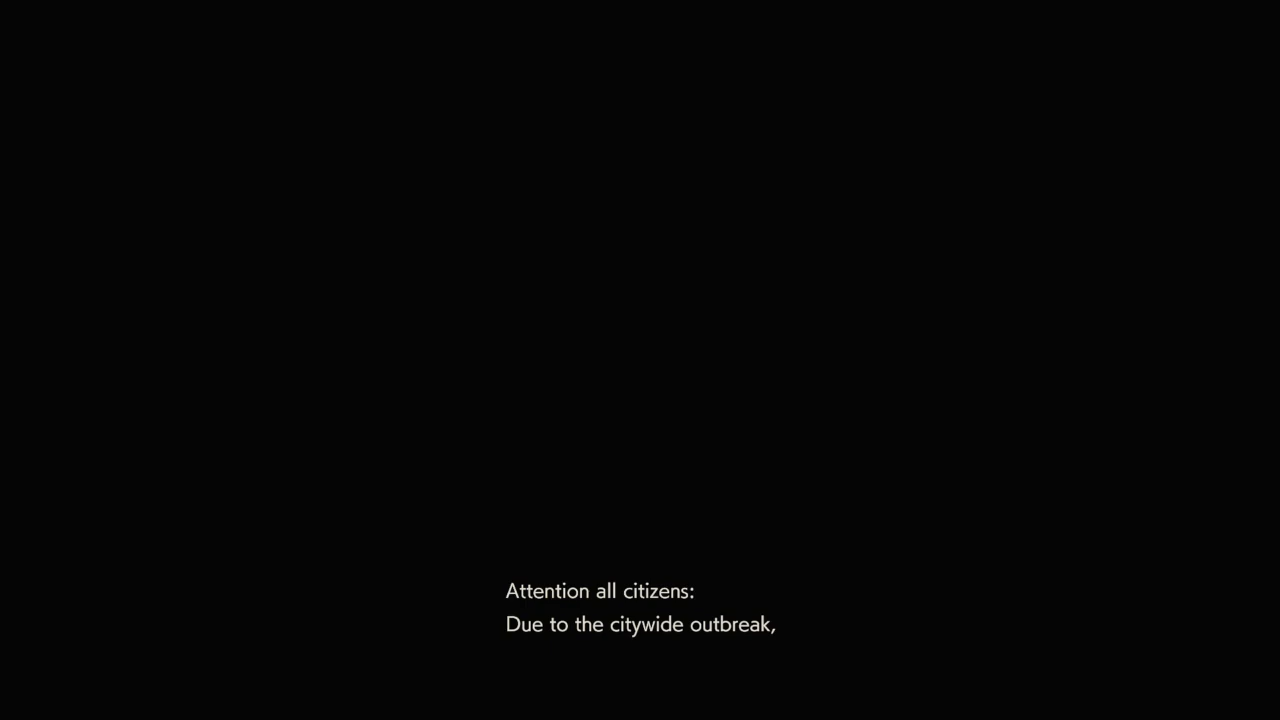 Attention all citizens:
Due to the citywide outbreak,